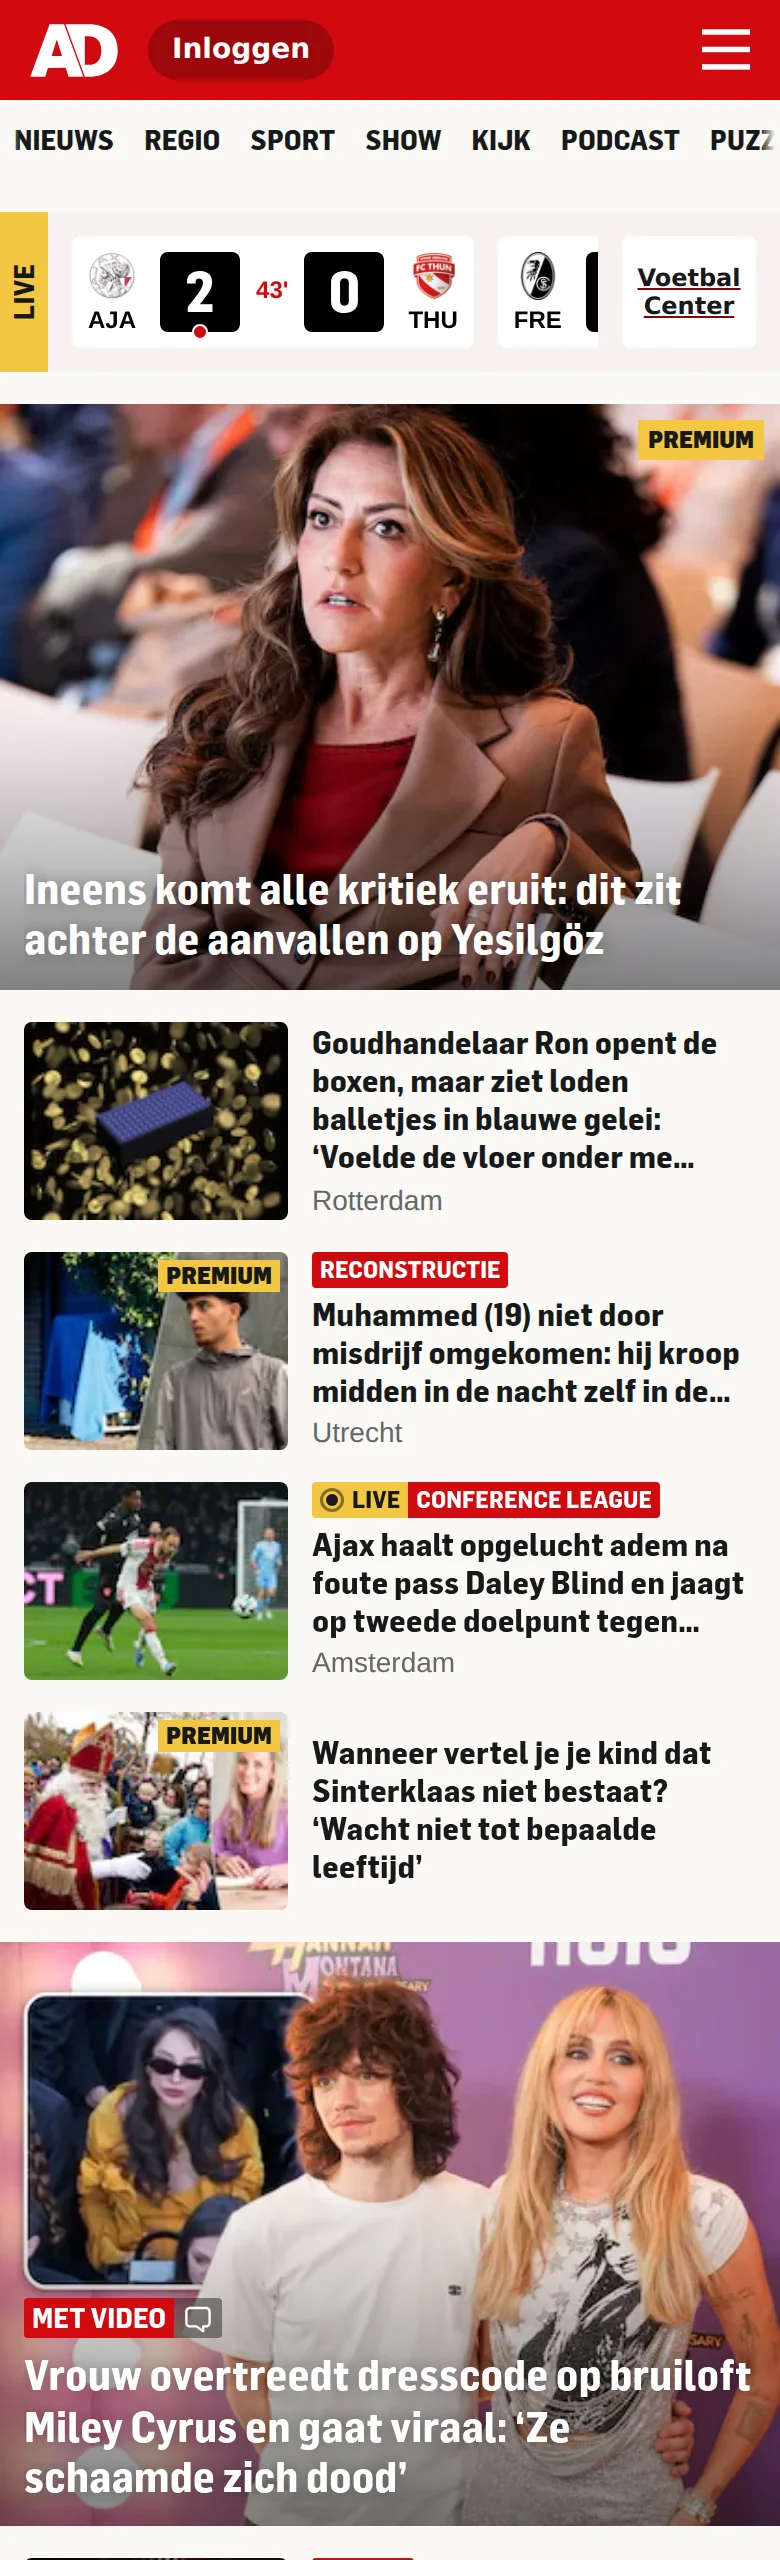 AD
Inloggen
NIEUWS REGIO SPORT SHOW KIJK PODCAST PUZZ
LIVE
2 43' 0
FC THUN
AJA THU FRE
Voetbal
Center
PREMIUM
Ineens komt alle kritiek eruit: dit zit
achter de aanvallen op Yesilgöz
Goudhandelaar Ron opent de
boxen, maar ziet loden
balletjes in blauwe gelei:
‘Voelde de vloer onder me...
Rotterdam
PREMIUM
RECONSTRUCTIE
Muhammed (19) niet door
misdrijf omgekomen: hij kroop
midden in de nacht zelf in de...
Utrecht
LIVE CONFERENCE LEAGUE
Ajax haalt opgelucht adem na
foute pass Daley Blind en jaagt
op tweede doelpunt tegen...
Amsterdam
PREMIUM
Wanneer vertel je je kind dat
Sinterklaas niet bestaat?
‘Wacht niet tot bepaalde
leeftijd’
HANNAH
MONTANA
MET VIDEO
Vrouw overtreedt dresscode op bruiloft
Miley Cyrus en gaat viraal: ‘Ze
schaamde zich dood’